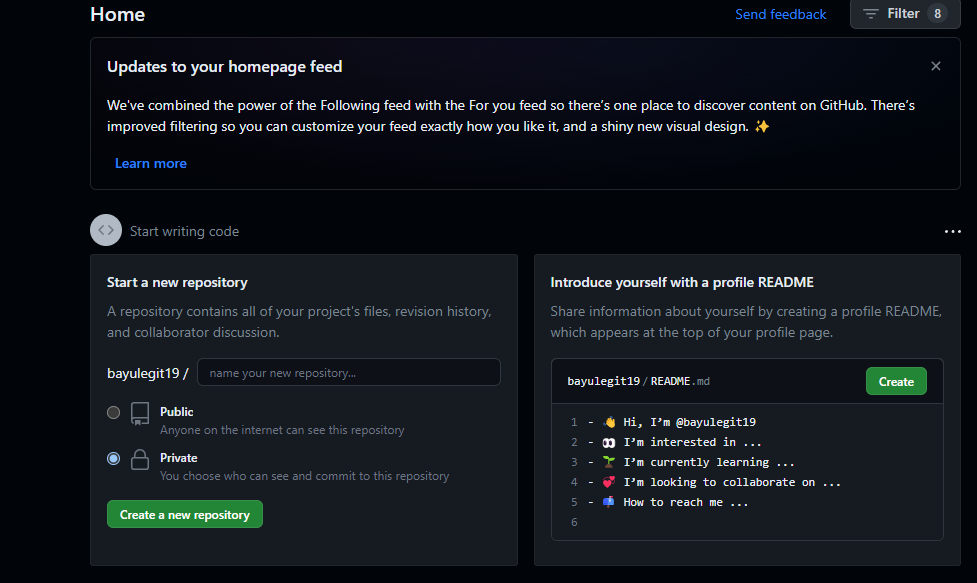 Home
Send feedback
Filter 8
Updates to your homepage feed
We've combined the power of the Following feed with the For you feed so there's one place to discover content on GitHub. There's
improved filtering so you can customize your feed exactly how you like it, and a shiny new visual design. ✨
Learn more
Start writing code
Start a new repository
A repository contains all of your project's files, revision history,
and collaborator discussion.
bayulegit19 /
name your new repository...
Public
Anyone on the internet can see this repository
Private
You choose who can see and commit to this repository
Create a new repository
Introduce yourself with a profile README
Share information about yourself by creating a profile README,
which appears at the top of your profile page.
bayulegit19 / README.md
Create
1 - 👋 Hi, I’m @bayulegit19
2 - 👀 I’m interested in ...
3 - 🌱 I’m currently learning ...
4 - 💞️ I’m looking to collaborate on ...
5 - 📫 How to reach me ...
6